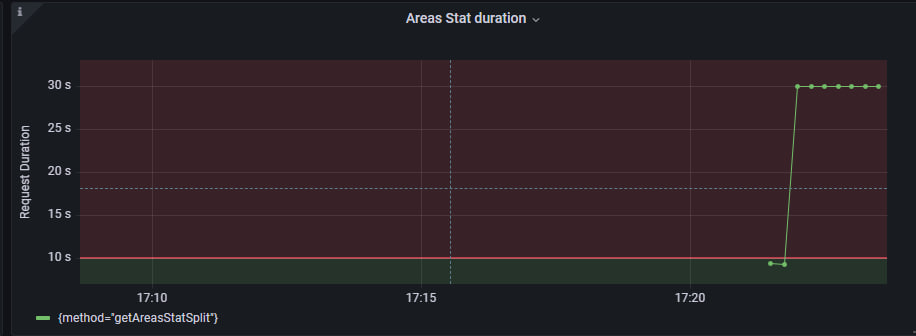 i
Areas Stat duration
Request Duration
30 s
25 s
20 s
15 s
10 s
17:10
17:15
17:20
{method="getAreasStatSplit"}